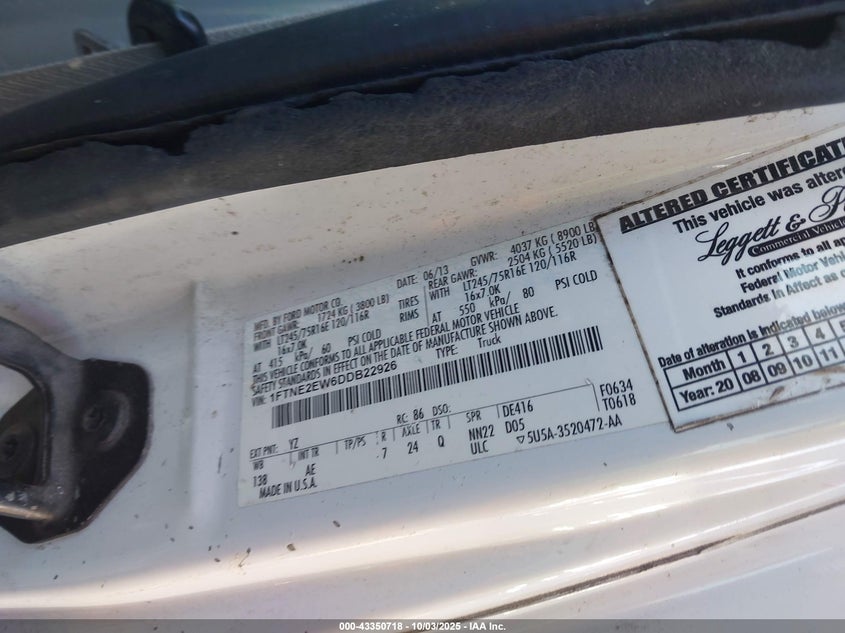 MFD. BY FORD MOTOR CO.
DATE: 06/13 GVWR: 4037 KG ( 8900 LB
FRONT GAWR: 1724 KG ( 3800 LB) REAR GAWR: 2504 KG ( 5520 LB)
WITH LT245/75R16E 120/116R TIRES WITH LT245/75R16E 120/116R
16x7.0K RIMS 16x7.0K
AT 415 kPa/ 60 PSI COLD AT 550 kPa/ 80 PSI COLD
THIS VEHICLE CONFORMS TO ALL APPLICABLE FEDERAL MOTOR VEHICLE
SAFETY STANDARDS IN EFFECT ON THE DATE OF MANUFACTURE SHOWN ABOVE.
VIN: 1FTNE2EW6DDB22926 TYPE: Truck
EXT PNT: YZ RC: 86 DSO: F0634
WB INT TR TP/PS R AXLE TR SPR DE416 T0618
138 AE 7 24 Q NN22 D05
ULC ▽5U5A-3520472-AA
MADE IN U.S.A.
ALTERED CERTIFICAT
This vehicle was altere
Leggett &
Commercial Vehicl
It conforms to all app
Federal Motor Vehi
Standards In Affect as o
Date of alteration is indicated below
Month 1 2 3 4 5
Year: 20 08 09 10 11
000-43350718 - 10/03/2025 - IAA Inc.